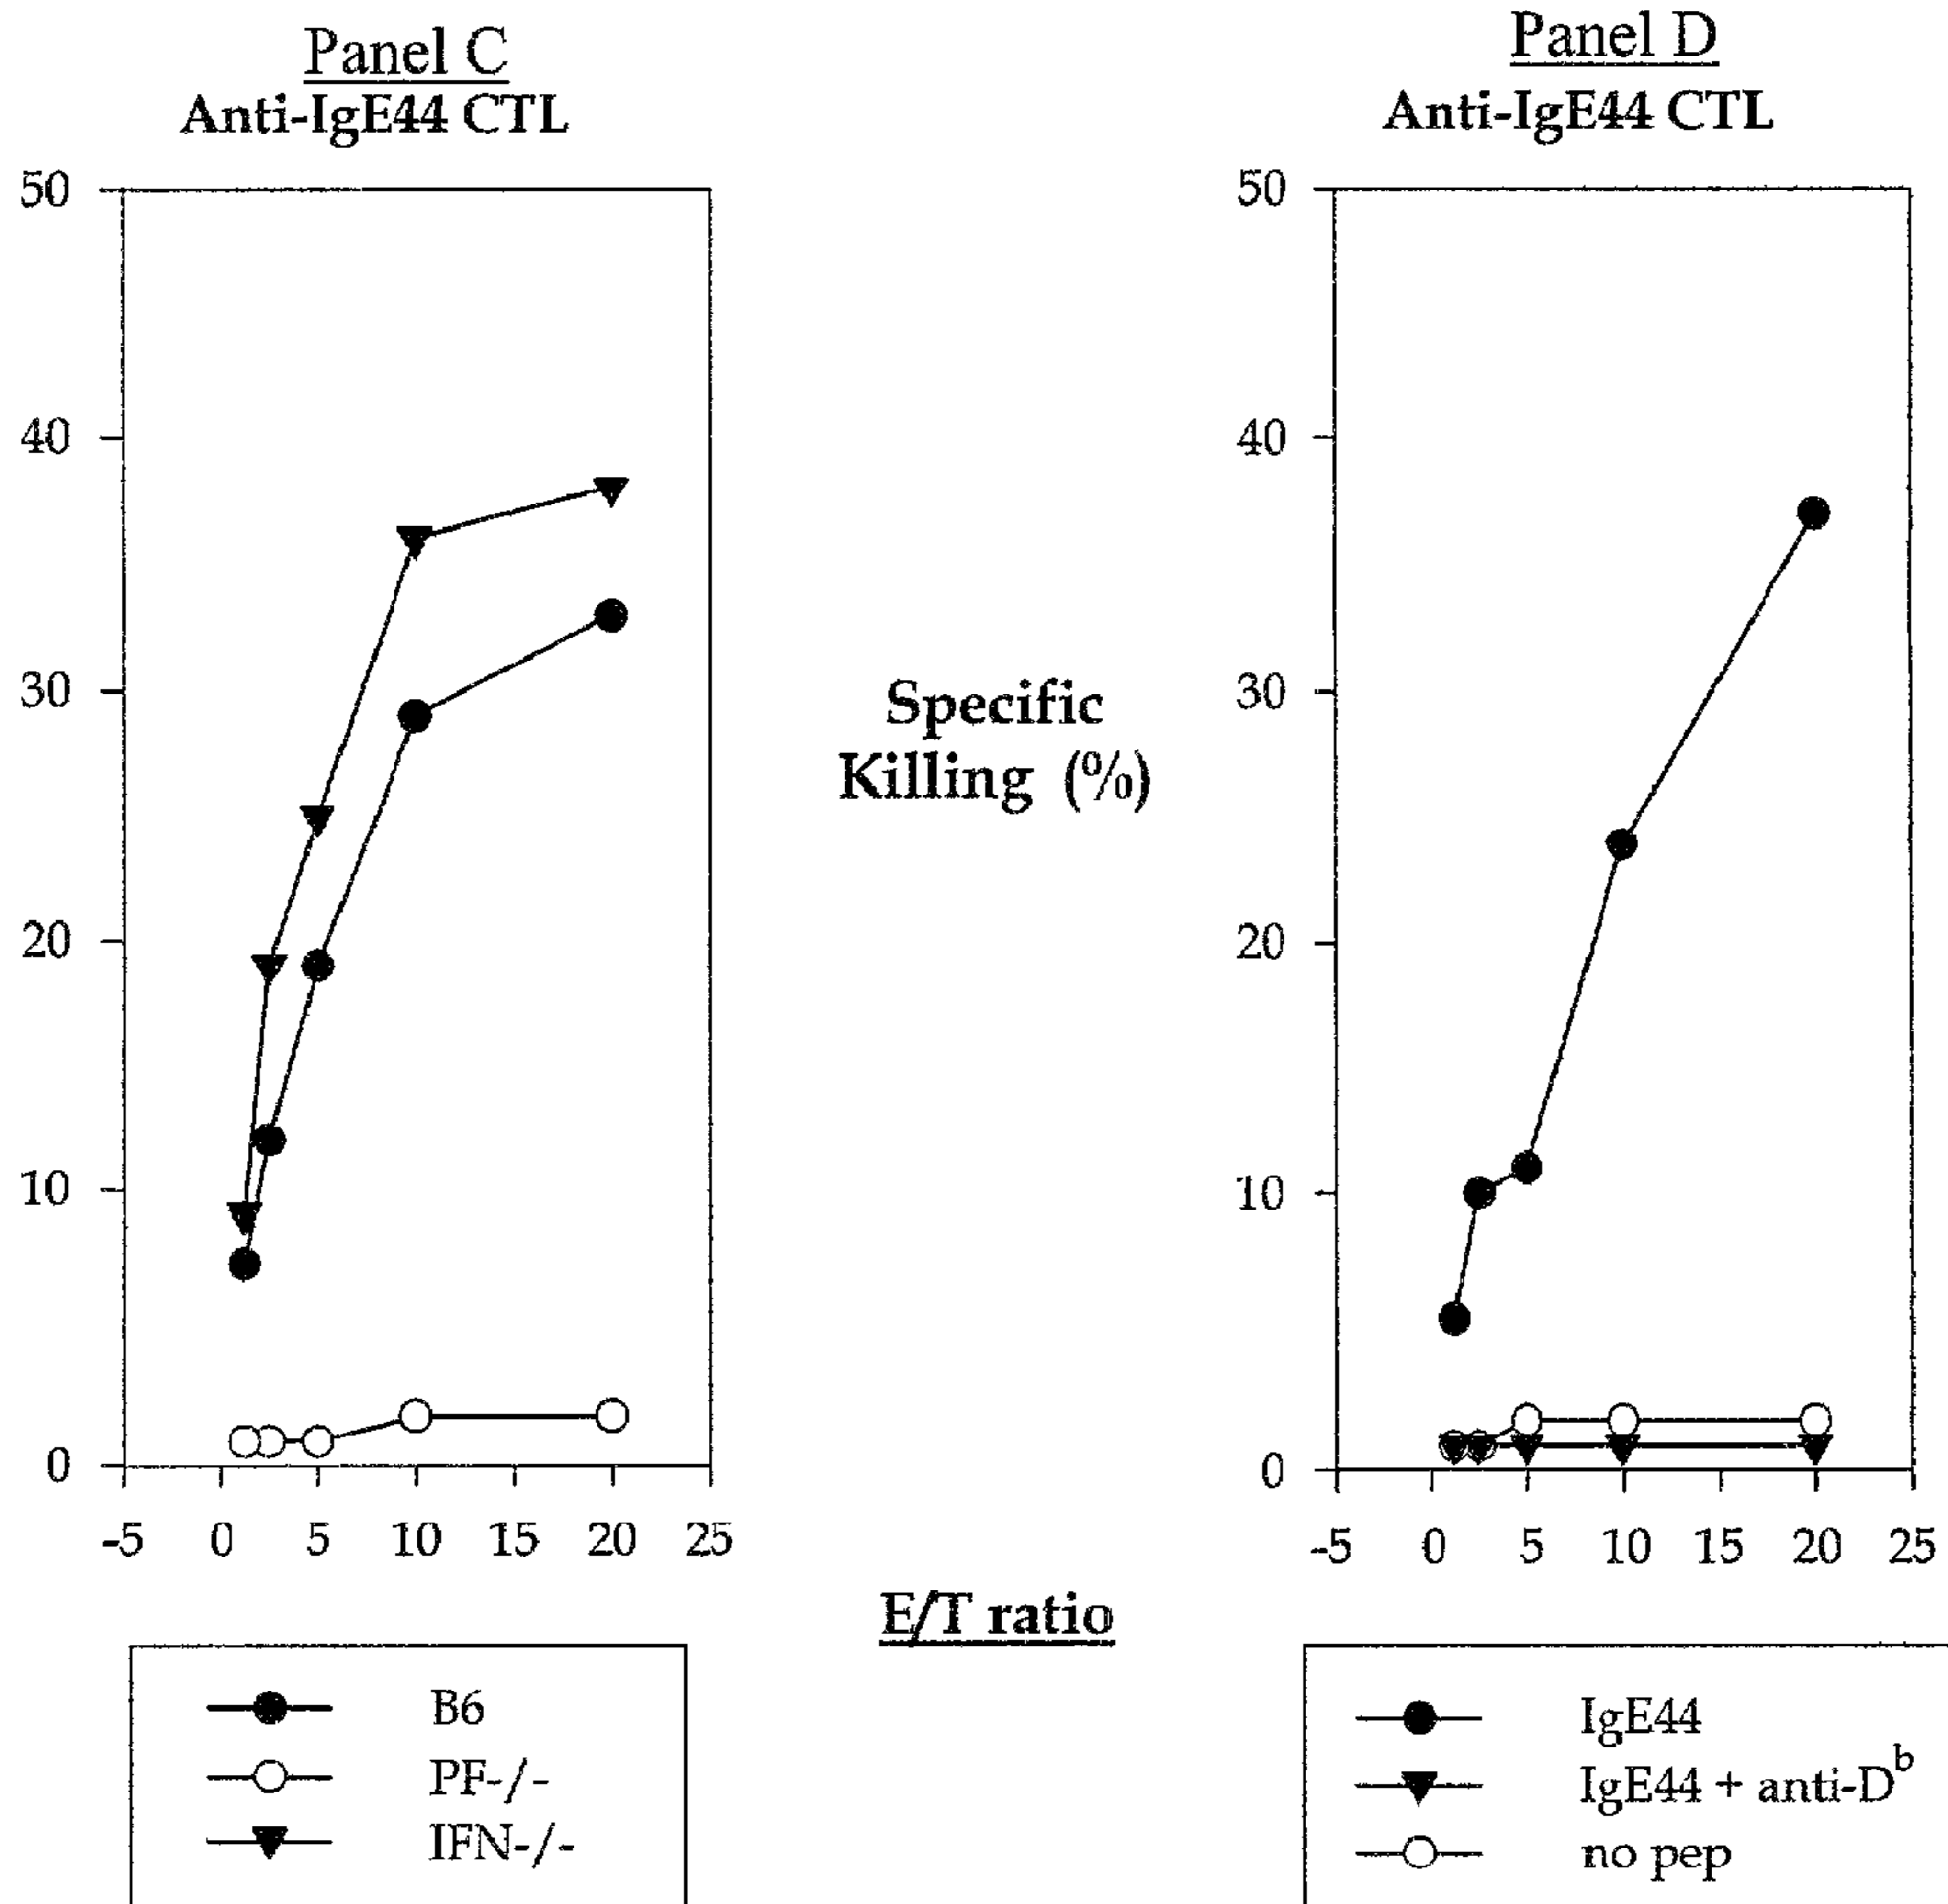 Panel C
Anti-IgE44 CTL
50
40
30
20
10
0
-5 0 5 10 15 20 25
B6
PF-/-
IFN-/-
Specific
Killing (%)
E/T ratio
Panel D
Anti-IgE44 CTL
50
40
30
20
10
0
-5 0 5 10 15 20 25
IgE44
IgE44 + anti-D^b
no pep